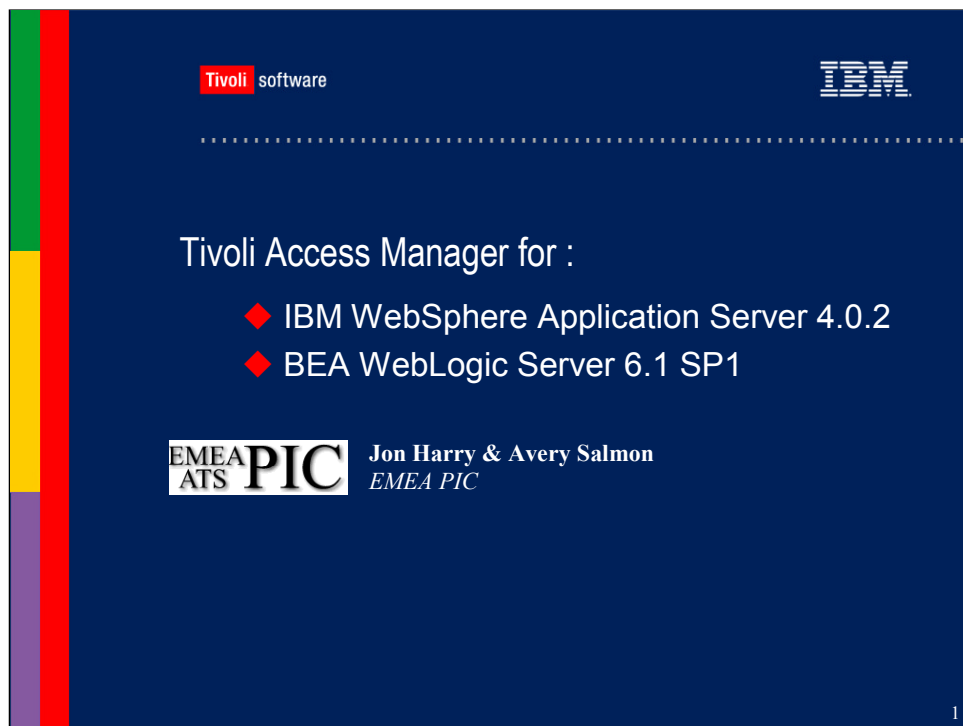 Tivoli software
IBM
Tivoli Access Manager for :
IBM WebSphere Application Server 4.0.2
BEA WebLogic Server 6.1 SP1
EMEA PIC
ATS
Jon Harry & Avery Salmon
EMEA PIC
1